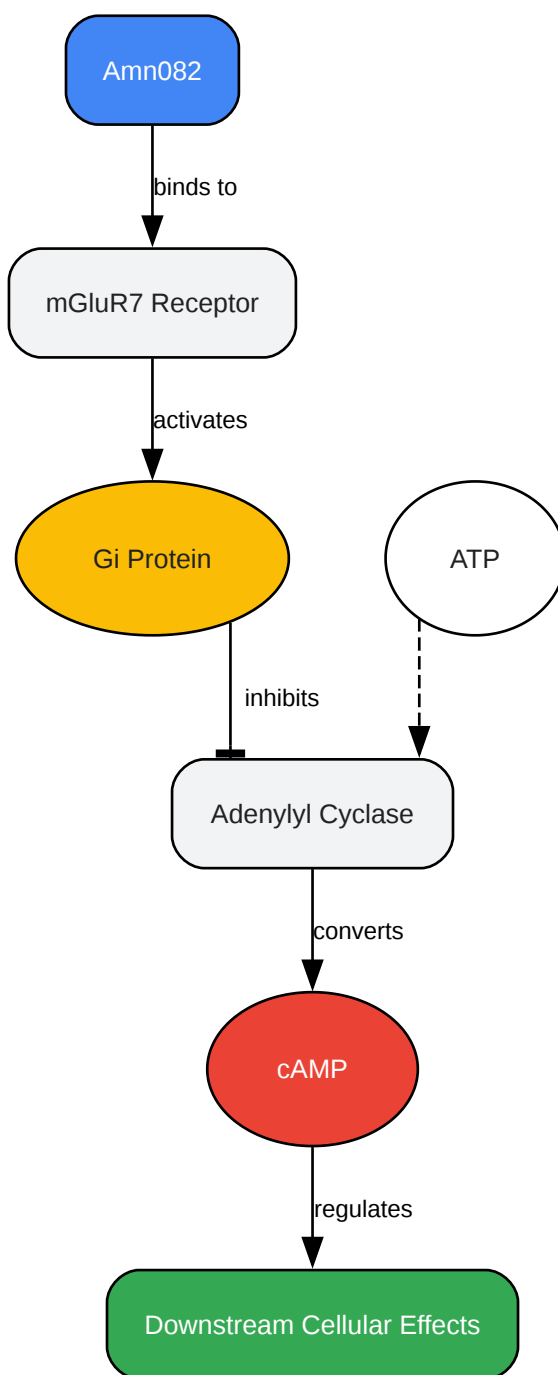 Amn082
binds to
mGluR7 Receptor
activates
Gi Protein
ATP
inhibits
Adenylyl Cyclase
converts
cAMP
regulates
Downstream Cellular Effects